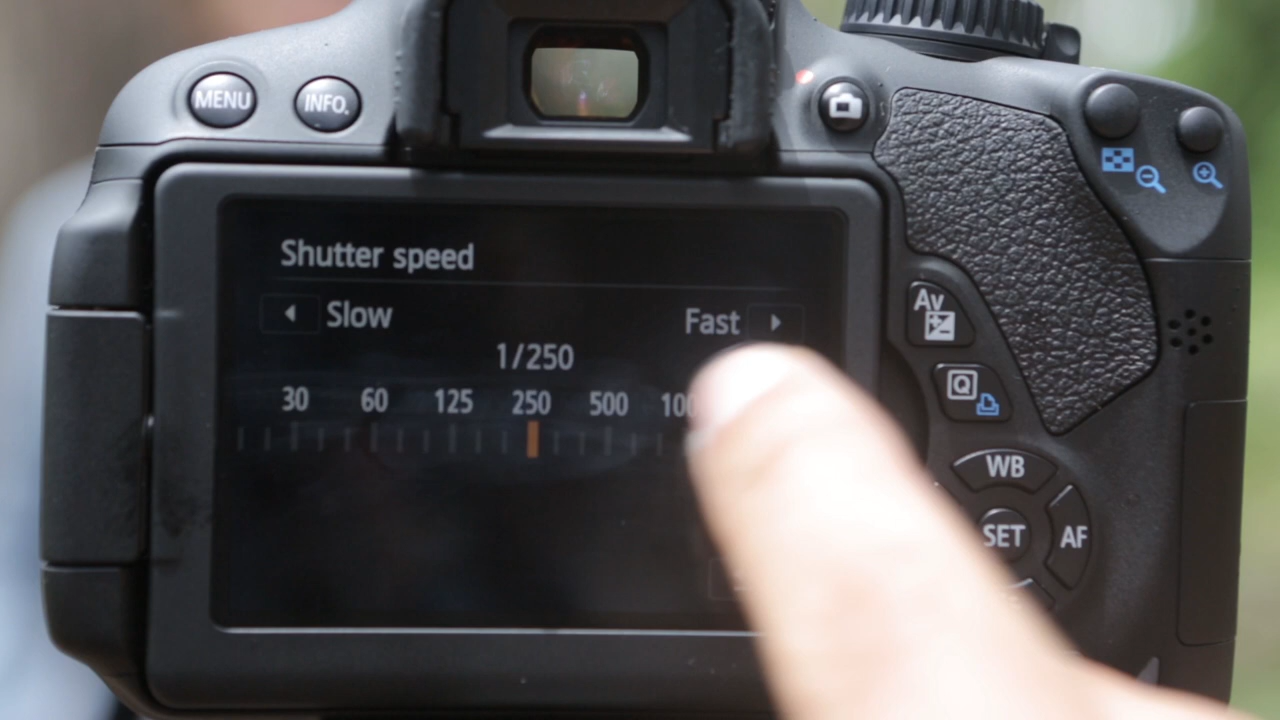 MENU INFO.
Shutter speed
Slow Fast
1/250
30 60 125 250 500
Av
Q
WB
SET AF